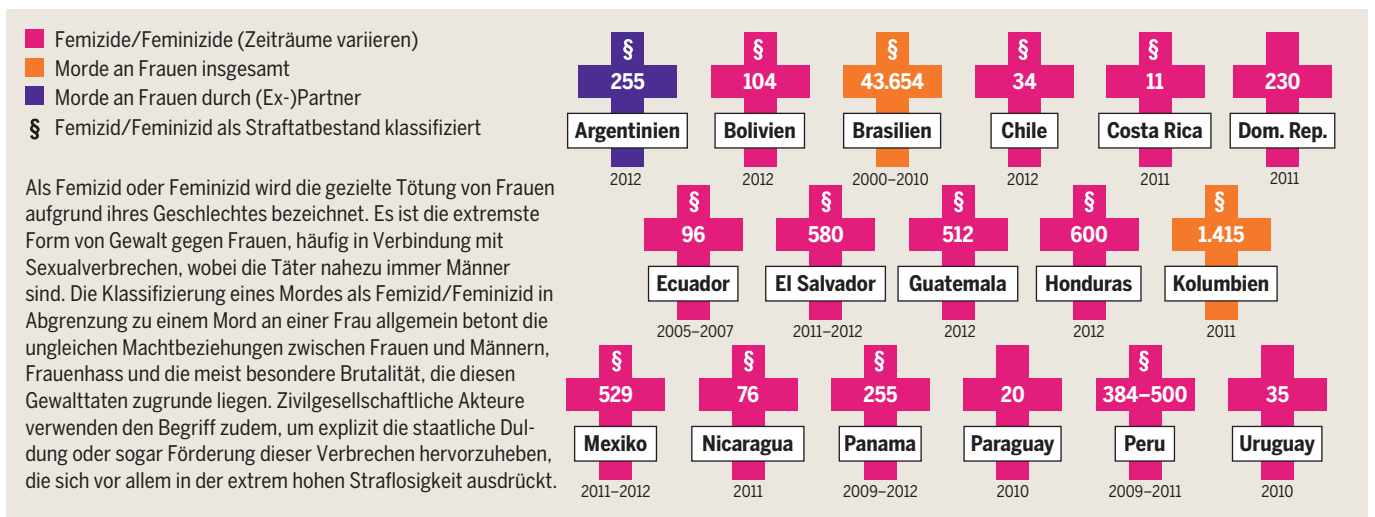 Femizide/Feminizide (Zeiträume variieren)
Morde an Frauen insgesamt
Morde an Frauen durch (Ex-)Partner
§ Femizid/Feminizid als Straftatbestand klassifiziert
Als Femizid oder Feminizid wird die gezielte Tötung von Frauen
aufgrund ihres Geschlechtes bezeichnet. Es ist die extremste
Form von Gewalt gegen Frauen, häufig in Verbindung mit
Sexualverbrechen, wobei die Täter nahezu immer Männer
sind. Die Klassifizierung eines Mordes als Femizid/Feminizid in
Abgrenzung zu einem Mord an einer Frau allgemein betont die
ungleichen Machtbeziehungen zwischen Frauen und Männern,
Frauenhass und die meist besondere Brutalität, die diesen
Gewalttaten zugrunde liegen. Zivilgesellschaftliche Akteure
verwenden den Begriff zudem, um explizit die staatliche Dul-
dung oder sogar Förderung dieser Verbrechen hervorzuheben,
die sich vor allem in der extrem hohen Straflosigkeit ausdrückt.
§
255
Argentinien
2012
§
104
Bolivien
2012
§
43.654
Brasilien
2000–2010
§
34
Chile
2012
§
11
Costa Rica
2011
230
Dom. Rep.
2011
§
96
Ecuador
2005–2007
§
580
El Salvador
2011–2012
§
512
Guatemala
2012
§
600
Honduras
2012
§
1.415
Kolumbien
2011
§
529
Mexiko
2011–2012
§
76
Nicaragua
2011
§
255
Panama
2009–2012
20
Paraguay
2010
§
384–500
Peru
2009–2011
35
Uruguay
2010